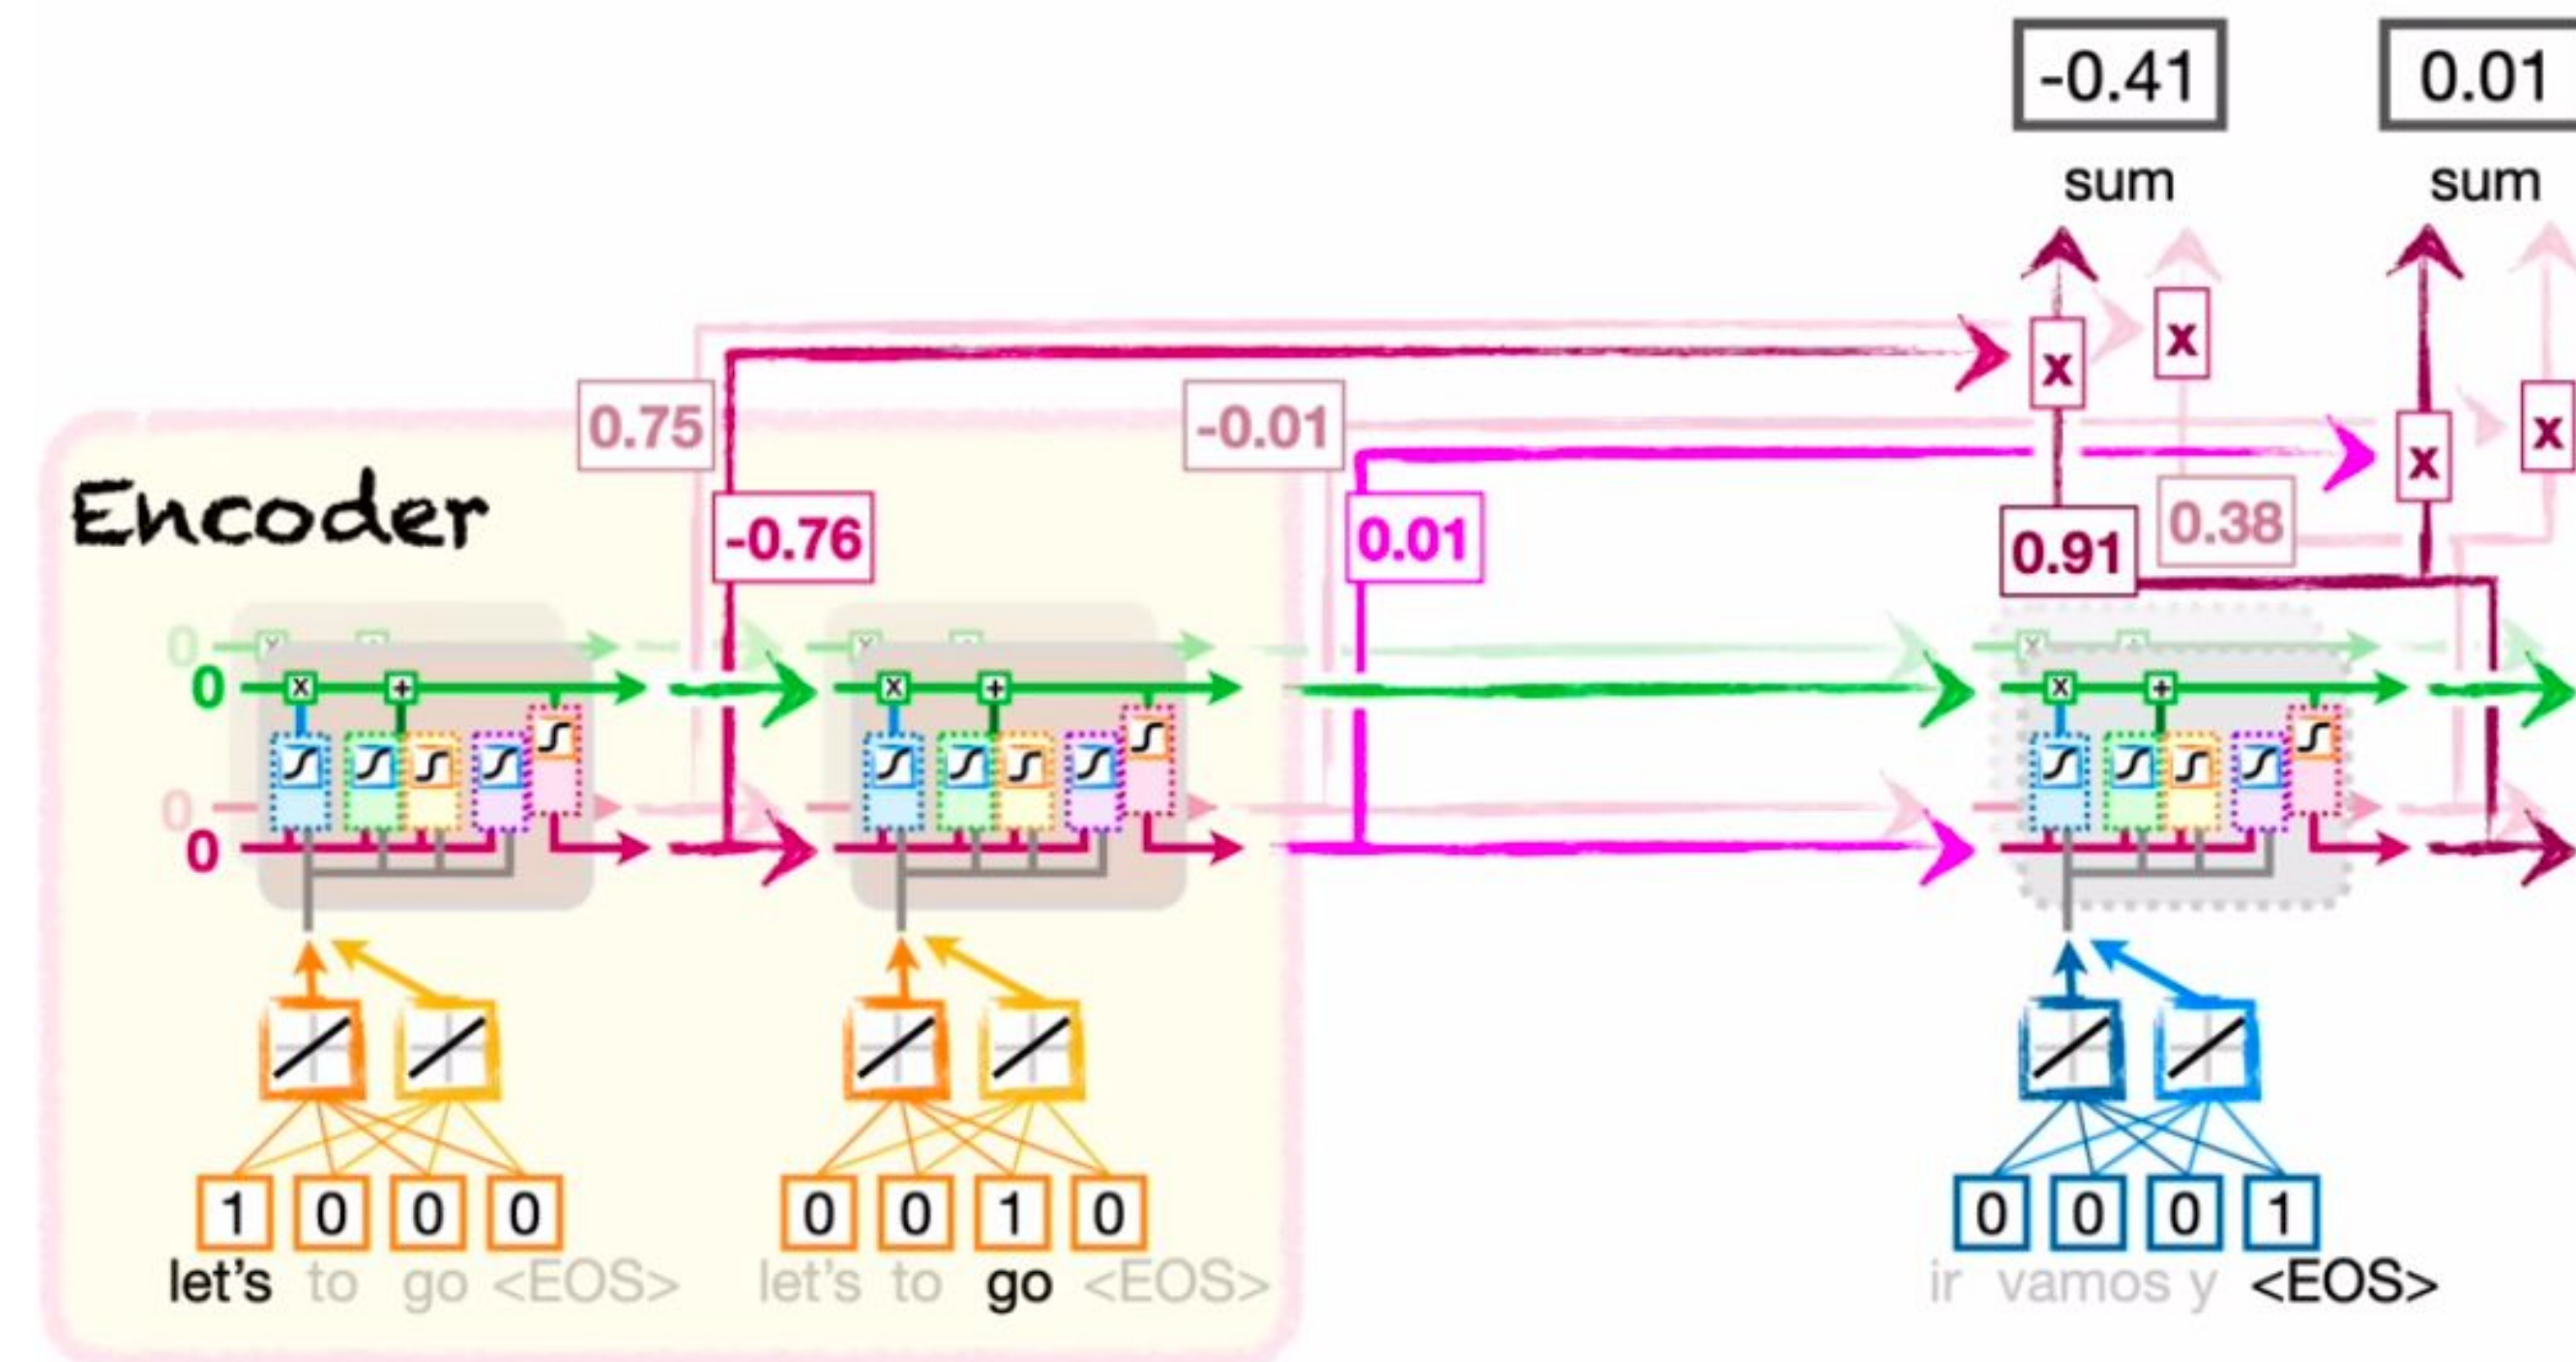 -0.41 0.01
sum sum
x x
0.75 -0.01 x x
Encoder -0.76 0.01 0.91 0.38
0 x + x + x +
0 x + x + x +
0
0
1 0 0 0 0 0 1 0 0 0 0 1
let's to go <EOS> let's to go <EOS> ir vamos y <EOS>